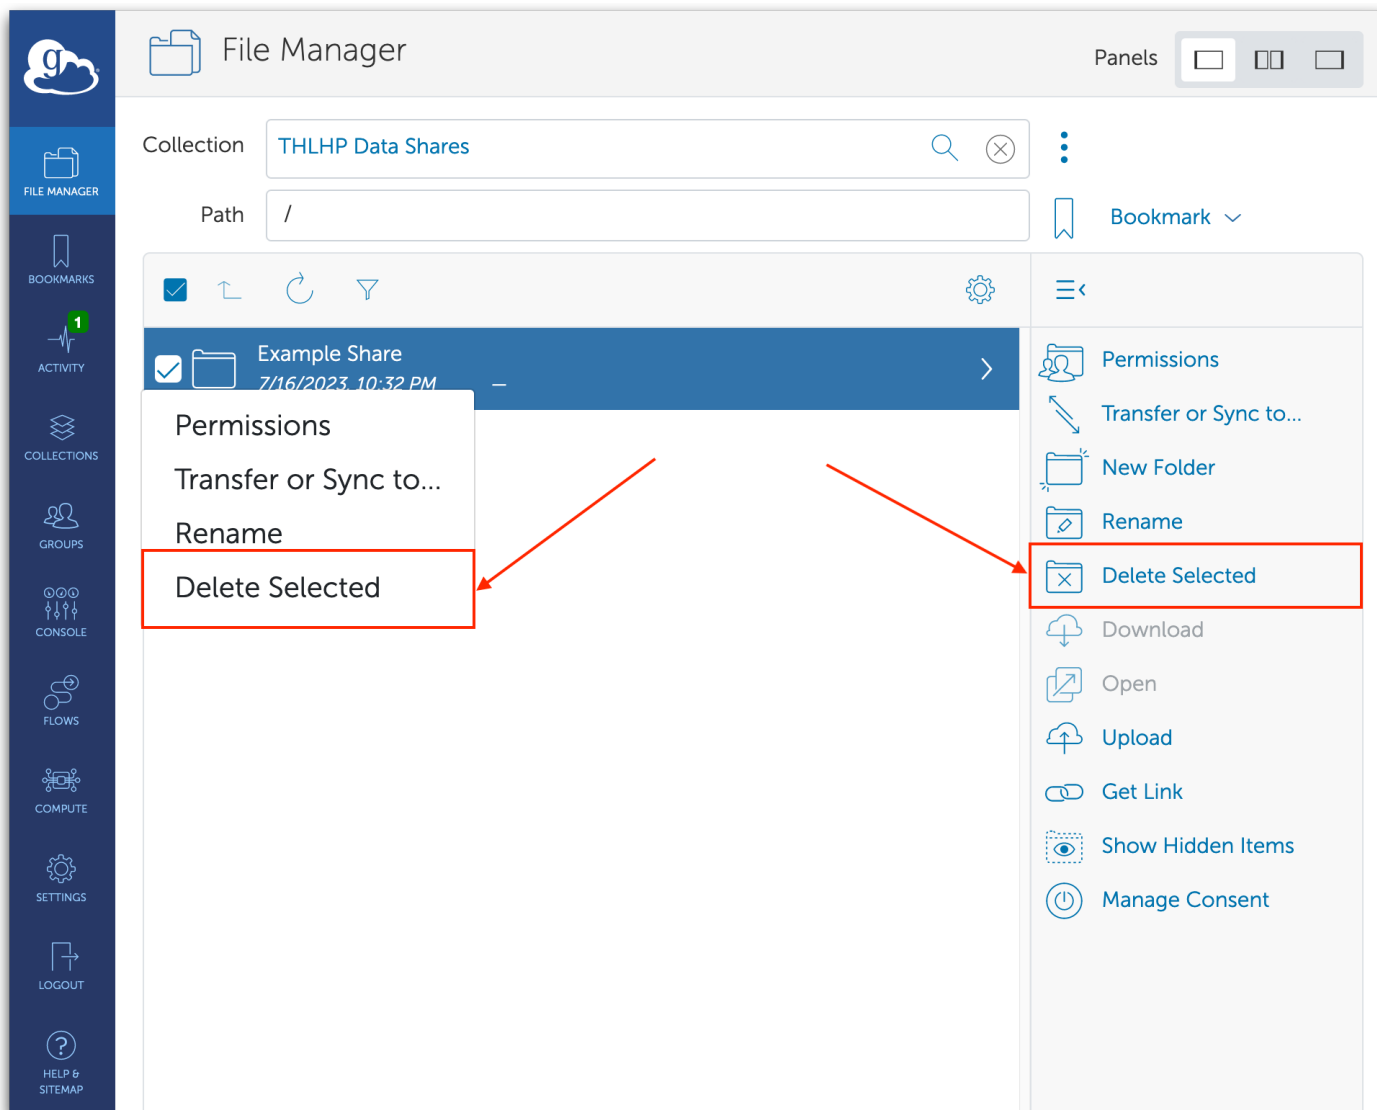 g
File Manager
Panels
FILE MANAGER
BOOKMARKS
1
ACTIVITY
COLLECTIONS
GROUPS
CONSOLE
FLOWS
COMPUTE
SETTINGS
LOGOUT
?
HELP &
SITEMAP
Collection
THLHP Data Shares
Path
/
Bookmark
Example Share
7/16/2023, 10:32 PM —
Permissions
Transfer or Sync to...
Rename
Delete Selected
Permissions
Transfer or Sync to...
New Folder
Rename
Delete Selected
Download
Open
Upload
Get Link
Show Hidden Items
Manage Consent